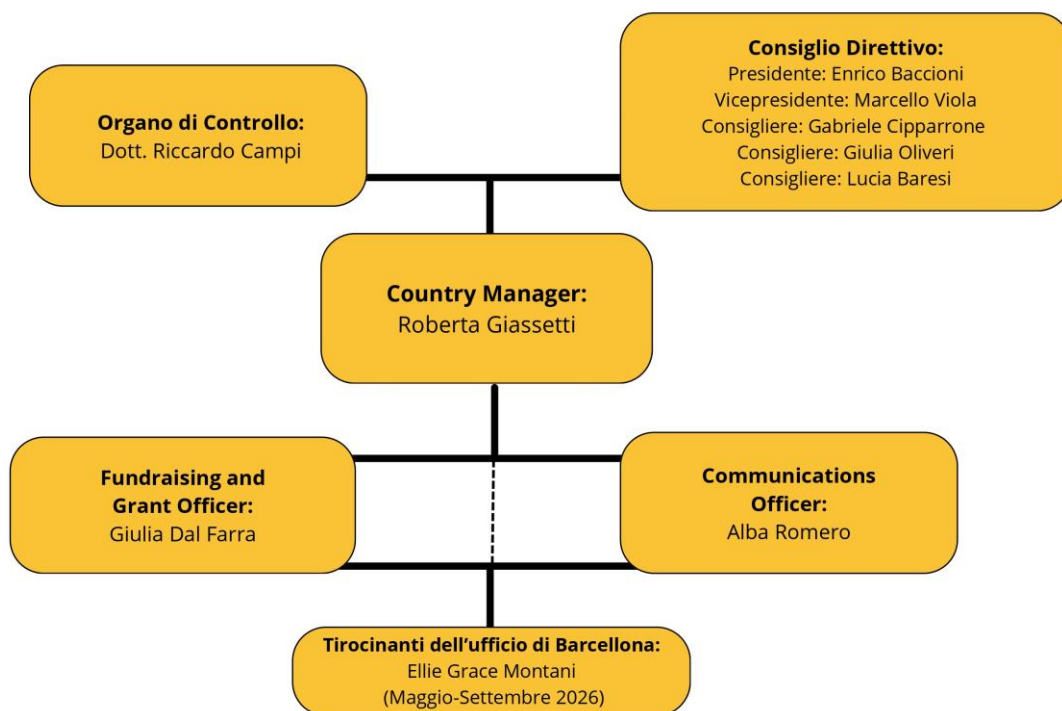 Organo di Controllo:
Dott. Riccardo Campi
Consiglio Direttivo:
Presidente: Enrico Baccioni
Vicepresidente: Marcello Viola
Consigliere: Gabriele Cipparrone
Consigliere: Giulia Oliveri
Consigliere: Lucia Baresi
Country Manager:
Roberta Giassetti
Fundraising and
Grant Officer:
Giulia Dal Farra
Communications
Officer:
Alba Romero
Tirocinanti dell’ufficio di Barcellona:
Ellie Grace Montani
(Maggio-Settembre 2026)